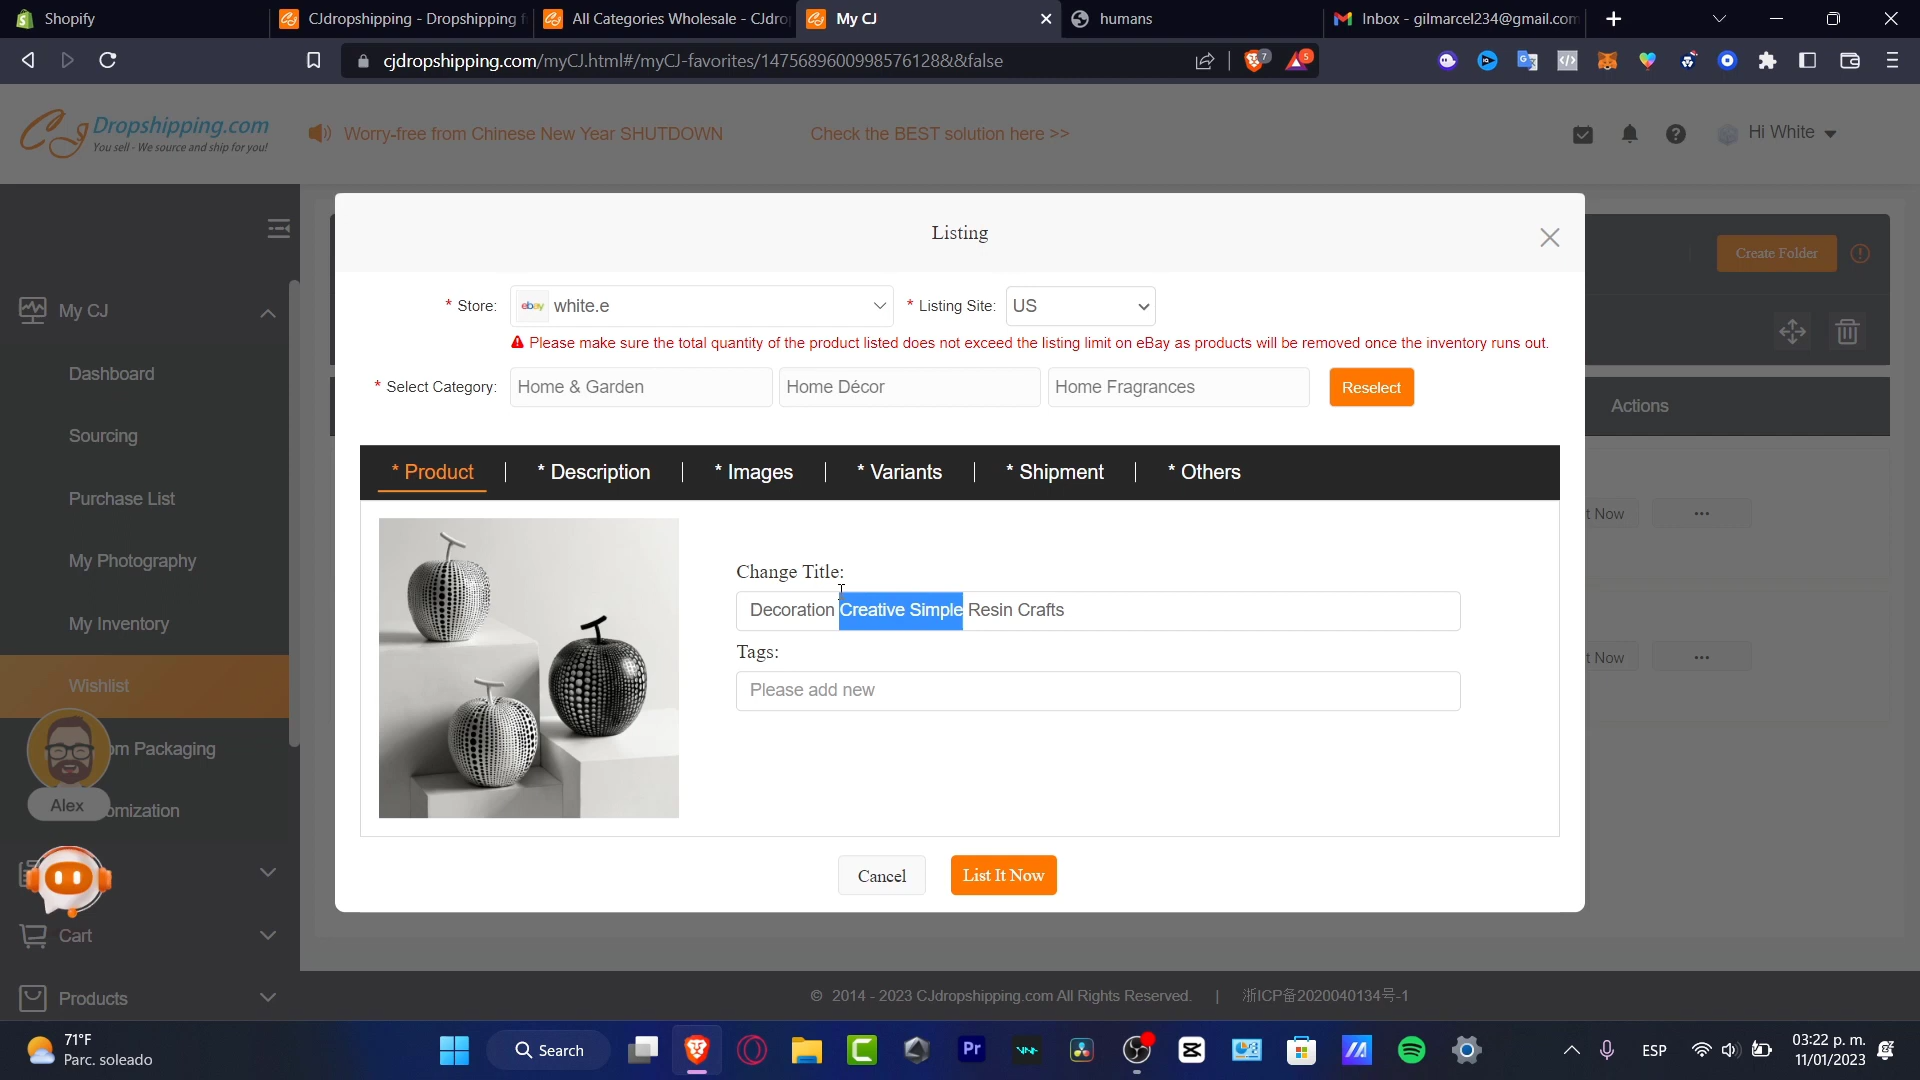 Shopify
CJdropshipping - Dropshipping f
All Categories Wholesale - CJdro
My CJ
humans
Inbox - gilmarcel234@gmail.com
cjdropshipping.com/myCJ.html#/myCJ-favorites/1475689600998576128&t&false
7
5
CJ Dropshipping.com
You sell - We source and ship for you!
Worry-free from Chinese New Year SHUTDOWN
Check the BEST solution here >>
Hi White
Listing
Create Folder
My CJ
* Store:
ebay
white.e
* Listing Site:
US
Please make sure the total quantity of the product listed does not exceed the listing limit on eBay as products will be removed once the inventory runs out.
Dashboard
* Select Category:
Home & Garden
Home Décor
Home Fragrances
Reselect
Actions
Sourcing
* Product
* Description
* Images
* Variants
* Shipment
* Others
Purchase List
t Now
...
My Photography
Change Title:
Decoration Creative Simple Resin Crafts
My Inventory
Tags:
t Now
...
Wishlist
Please add new
om Packaging
Alex
omization
Cancel
List It Now
Cart
Products
© 2014 - 2023 CJdropshipping.com All Rights Reserved.
|
浙ICP备2020040134号-1
71°F
Parc. soleado
Search
Pr
ESP
03:22 p. m.
11/01/2023